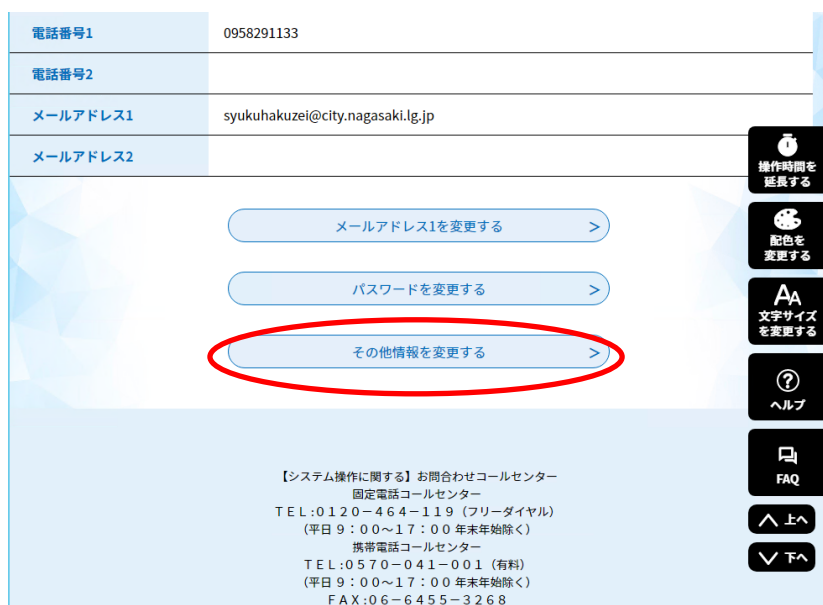 電話番号1 0958291133
電話番号2
メールアドレス1 syukuhakuzei@city.nagasaki.lg.jp
メールアドレス2
メールアドレス1を変更する >
パスワードを変更する >
その他情報を変更する >
操作時間を
延長する
配色を
変更する
AA
文字サイズ
を変更する
?
ヘルプ
FAQ
上へ
下へ
【システム操作に関する】お問合わせコールセンター
固定電話コールセンター
ＴＥＬ:０１２０－４６４－１１９（フリーダイヤル）
（平日９：００～１７：００ 年末年始除く）
携帯電話コールセンター
ＴＥＬ:０５７０－０４１－００１（有料）
（平日９：００～１７：００ 年末年始除く）
ＦＡＸ:０６－６４５５－３２６８